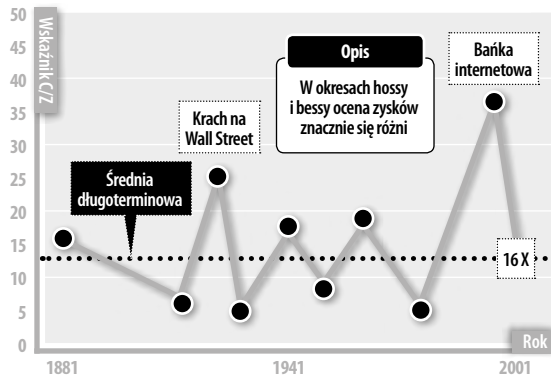 50
45
40
35
30
25
20
15
10
5
0
Wskaźnik C/Z
Opis
W okresach hossy
i bessy ocena zysków
znacznie się różni
Bańka
internetowa
Krach na
Wall Street
Średnia
długoterminowa
16 X
Rok
1881
1941
2001